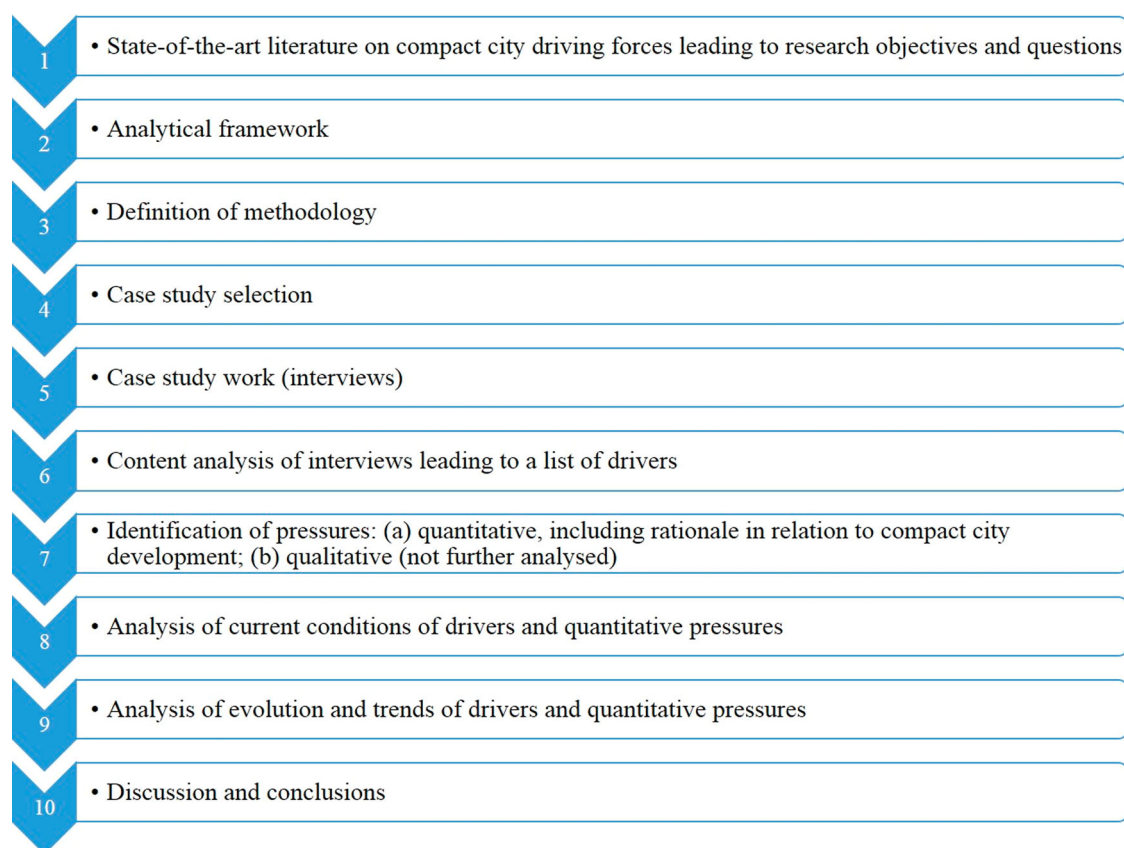 1
• State-of-the-art literature on compact city driving forces leading to research objectives and questions
2
• Analytical framework
3
• Definition of methodology
4
• Case study selection
5
• Case study work (interviews)
6
• Content analysis of interviews leading to a list of drivers
7
• Identification of pressures: (a) quantitative, including rationale in relation to compact city
development; (b) qualitative (not further analysed)
8
• Analysis of current conditions of drivers and quantitative pressures
9
• Analysis of evolution and trends of drivers and quantitative pressures
10
• Discussion and conclusions